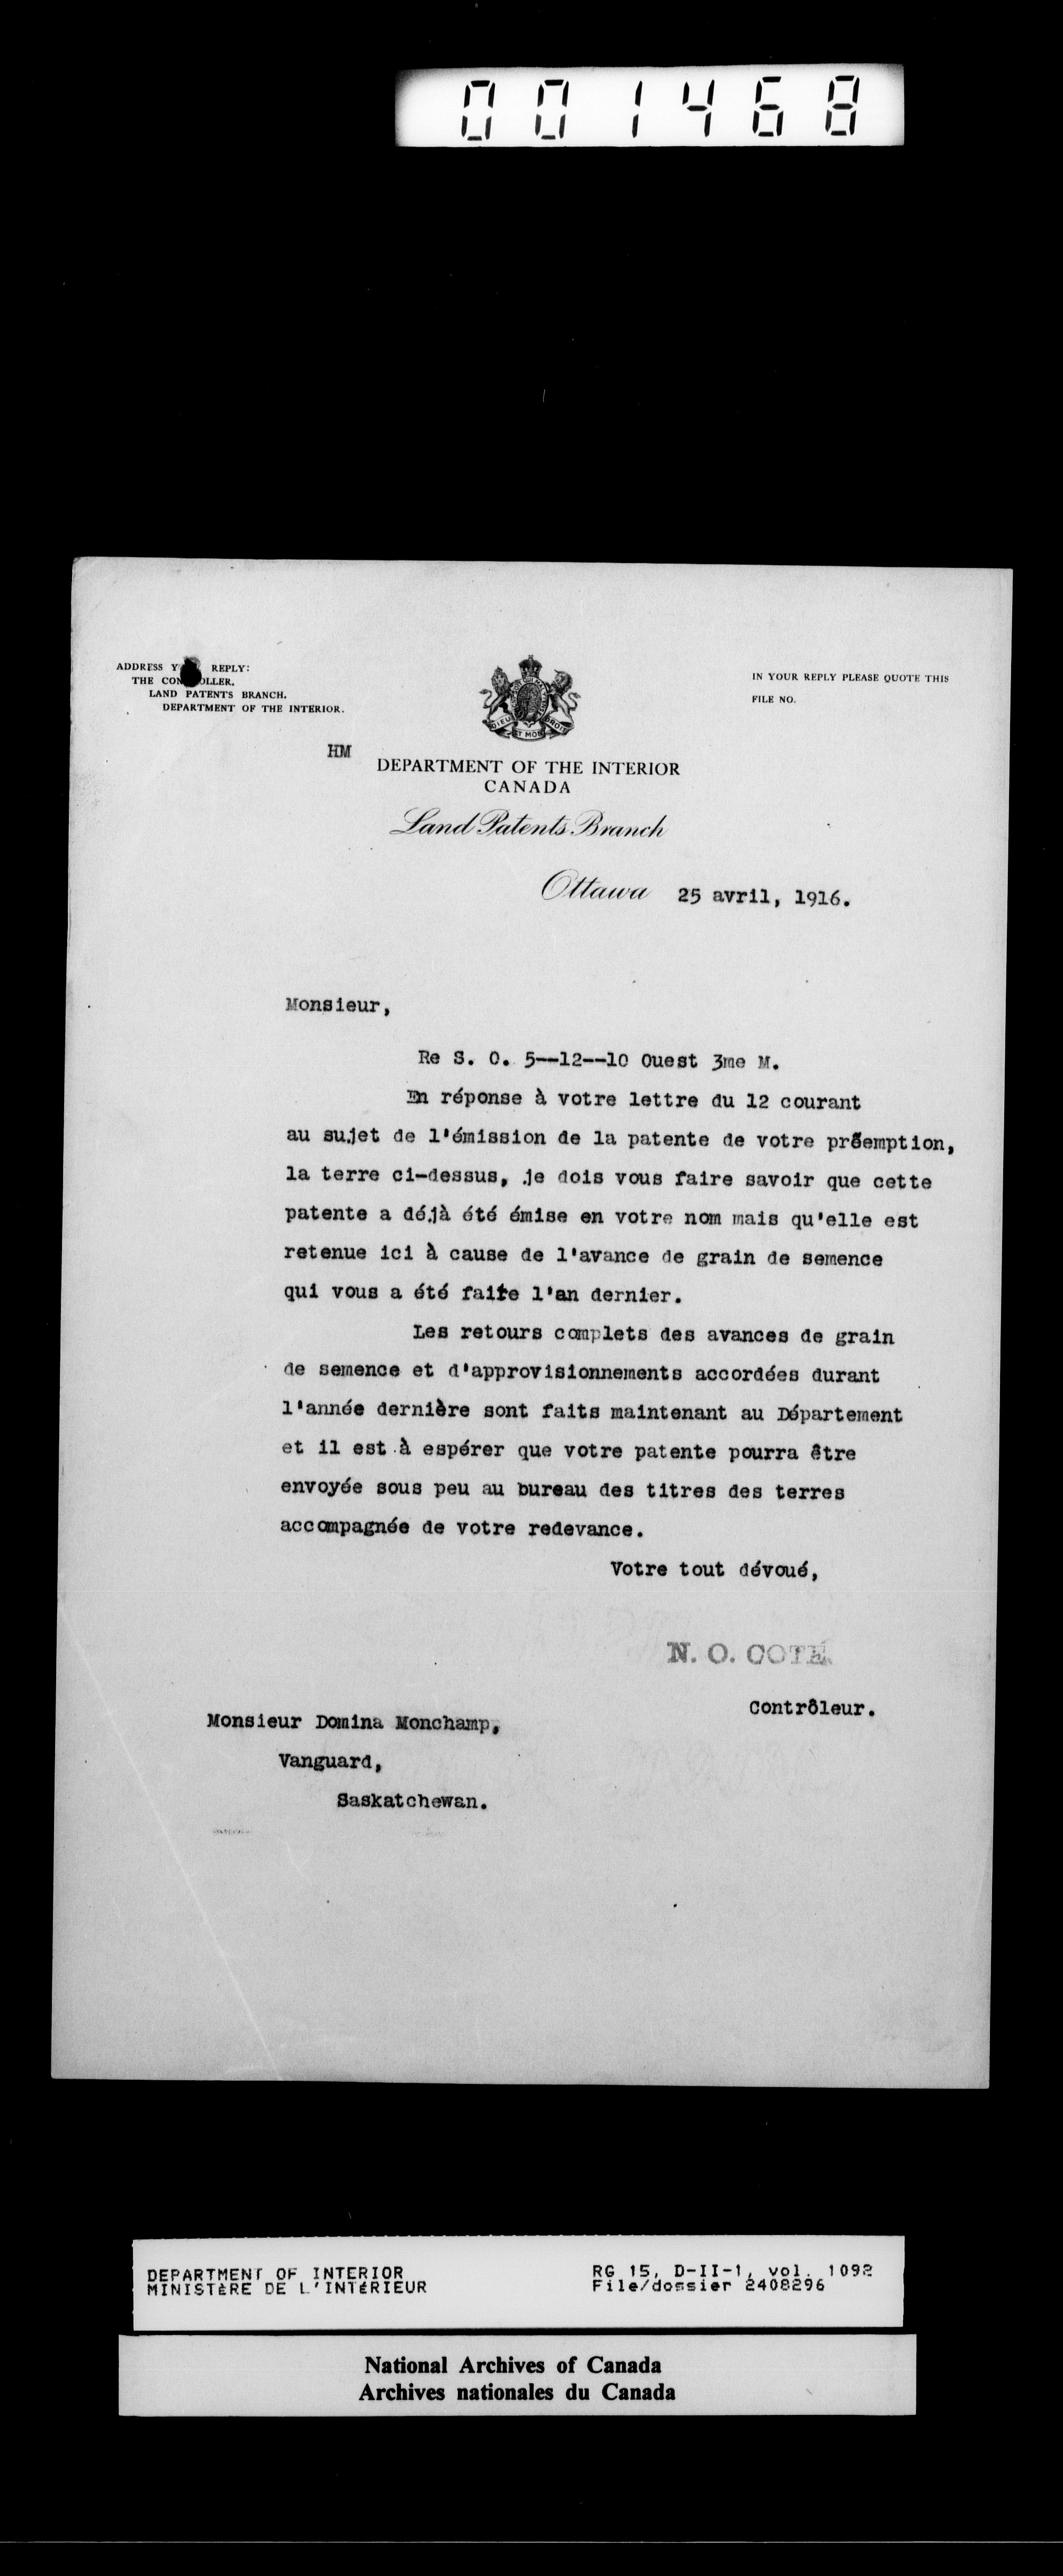 001468
ADDRESS Y REPLY:
THE CON OLLER.
LAND PATENTS BRANCH.
DEPARTMENT OF THE INTERIOR.
IN YOUR REPLY PLEASE QUOTE THIS
FILE NO.
DIEU ET MON DROIT
HM
DEPARTMENT OF THE INTERIOR
CANADA
Land Patents Branch
Ottawa 25 avril, 1916.
Monsieur,
Re S. O. 5--12--10 Ouest 3me M.
En réponse à votre lettre du 12 courant
au sujet de l'émission de la patente de votre préemption,
la terre ci-dessus, je dois vous faire savoir que cette
patente a déjà été émise en votre nom mais qu'elle est
retenue ici à cause de l'avance de grain de semence
qui vous a été faite l'an dernier.
Les retours complets des avances de grain
de semence et d'approvisionnements accordées durant
l'année dernière sont faits maintenant au Département
et il est à espérer que votre patente pourra être
envoyée sous peu au bureau des titres des terres
accompagnée de votre redevance.
Votre tout dévoué,
N. O. COTÉ
Contrôleur.
Monsieur Domina Monchamp,
Vanguard,
Saskatchewan.
DEPARTMENT OF INTERIOR
MINISTÈRE DE L'INTÉRIEUR
RG 15, D-II-1, vol. 1092
File/dossier 2408296
National Archives of Canada
Archives nationales du Canada